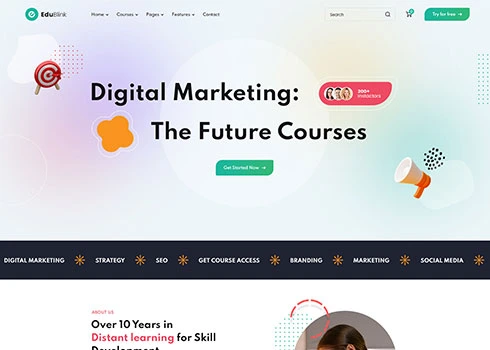 EduBlink
Home Courses Pages Features Contact
Search
0
Try for free →
Digital Marketing:
300+
Instructors
The Future Courses
Get Started Now →
DIGITAL MARKETING STRATEGY SEO GET COURSE ACCESS BRANDING MARKETING SOCIAL MEDIA
ABOUT US
Over 10 Years in
Distant learning for Skill
Development